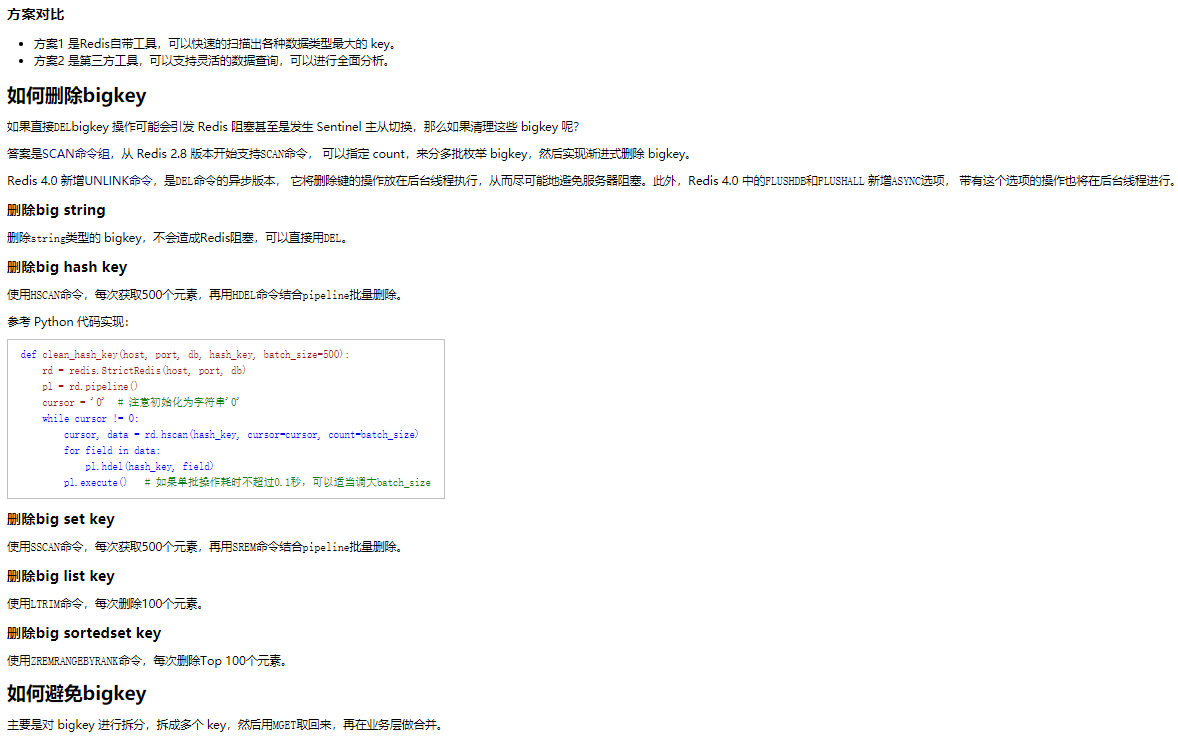 方案对比
方案1 是Redis自带工具，可以快速的扫描出各种数据类型最大的 key。
方案2 是第三方工具，可以支持灵活的数据查询，可以进行全面分析。
如何删除bigkey
如果直接DELbigkey 操作可能会引发 Redis 阻塞甚至是发生 Sentinel 主从切换，那么如果清理这些 bigkey 呢？
答案是SCAN命令组，从 Redis 2.8 版本开始支持SCAN命令， 可以指定 count，来分多批枚举 bigkey，然后实现渐进式删除 bigkey。
Redis 4.0 新增UNLINK命令，是DEL命令的异步版本， 它将删除键的操作放在后台线程执行，从而尽可能地避免服务器阻塞。此外，Redis 4.0 中的FLUSHDB和FLUSHALL 新增ASYNC选项， 带有这个选项的操作也将在后台线程进行。
删除big string
删除string类型的 bigkey，不会造成Redis阻塞，可以直接用DEL。
删除big hash key
使用HSCAN命令，每次获取500个元素，再用HDEL命令结合pipeline批量删除。
参考 Python 代码实现：
def clean_hash_key(host, port, db, hash_key, batch_size=500):
    rd = redis.StrictRedis(host, port, db)
    pl = rd.pipeline()
    cursor = '0'  # 注意初始化为字符串'0'
    while cursor != 0:
        cursor, data = rd.hscan(hash_key, cursor=cursor, count=batch_size)
        for field in data:
            pl.hdel(hash_key, field)
        pl.execute()   # 如果单批操作耗时不超过0.1秒，可以适当调大batch_size
删除big set key
使用SSCAN命令，每次获取500个元素，再用SREM命令结合pipeline批量删除。
删除big list key
使用LTRIM命令，每次删除100个元素。
删除big sortedset key
使用ZREMRANGEBYRANK命令，每次删除Top 100个元素。
如何避免bigkey
主要是对 bigkey 进行拆分，拆成多个 key，然后用MGET取回来，再在业务层做合并。